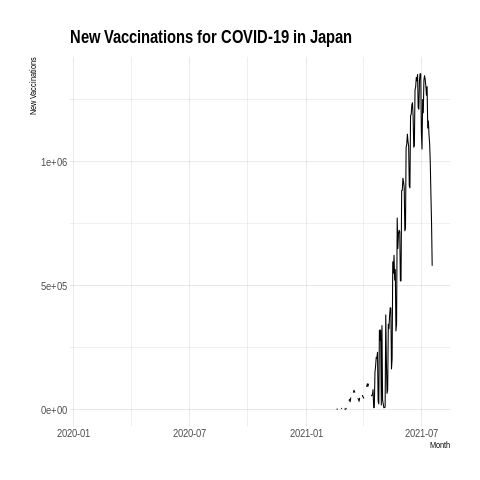 New Vaccinations for COVID-19 in Japan
New Vaccinations
1e+06
5e+05
0e+00
2020-01 2020-07 2021-01 2021-07
Month